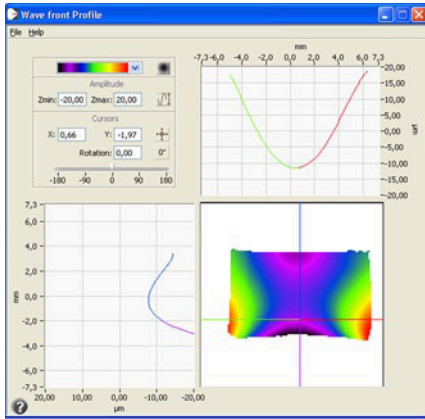 Wave front Profile
File Help
Amplitude
Zmin: -20,00 Zmax: 20,00
Cursors
X: 0,66 Y: -1,97
Rotation: 0,00 0°
-180 -90 0 90 180
mm
-7,3 -6,0 -4,0 -2,0 0,0 2,0 4,0 6,0 7,3
20,00
15,00
10,00
5,00
0,00
-5,00
-10,00
-15,00
-20,00
µm
7,3
6,0
4,0
2,0
0,0
-2,0
-4,0
-6,0
-7,3
mm
20,00 10,00 0,00 -10,00 -20,00
µm